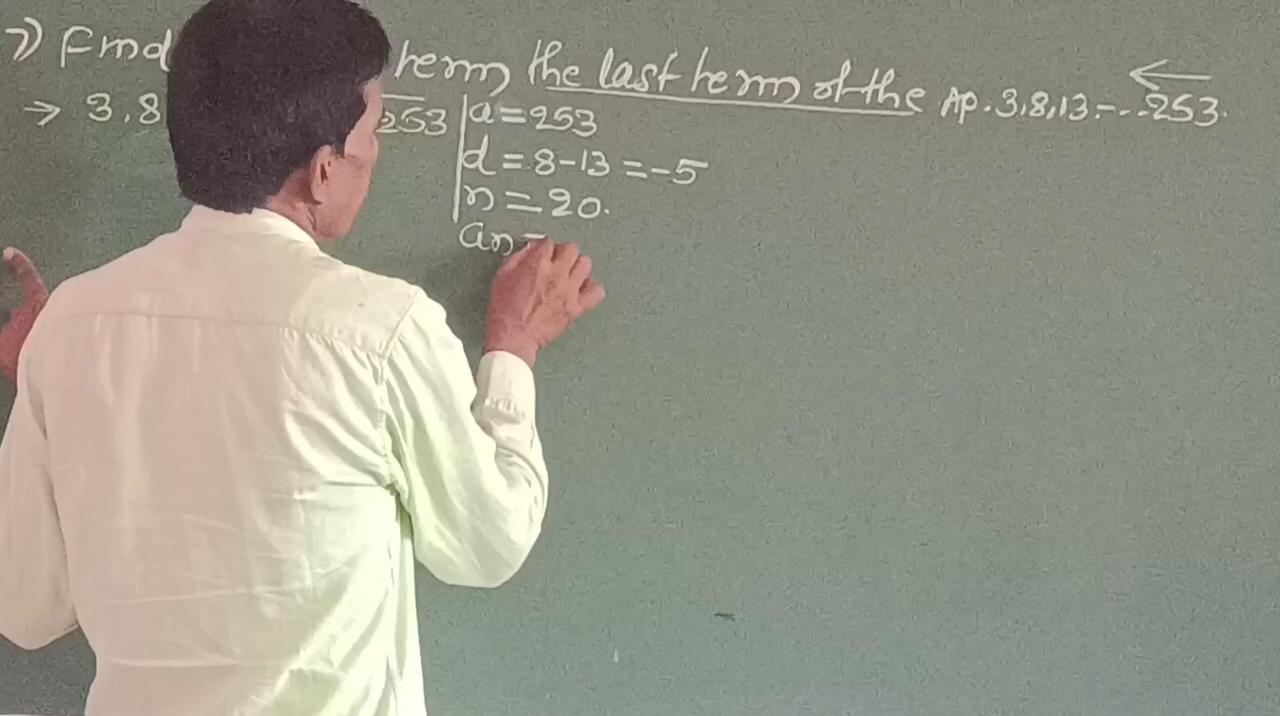 7) Find term the last term of the AP. 3,8,13---253.
→ 3,8 253 a=253
d=8-13=-5
n=20.
an=